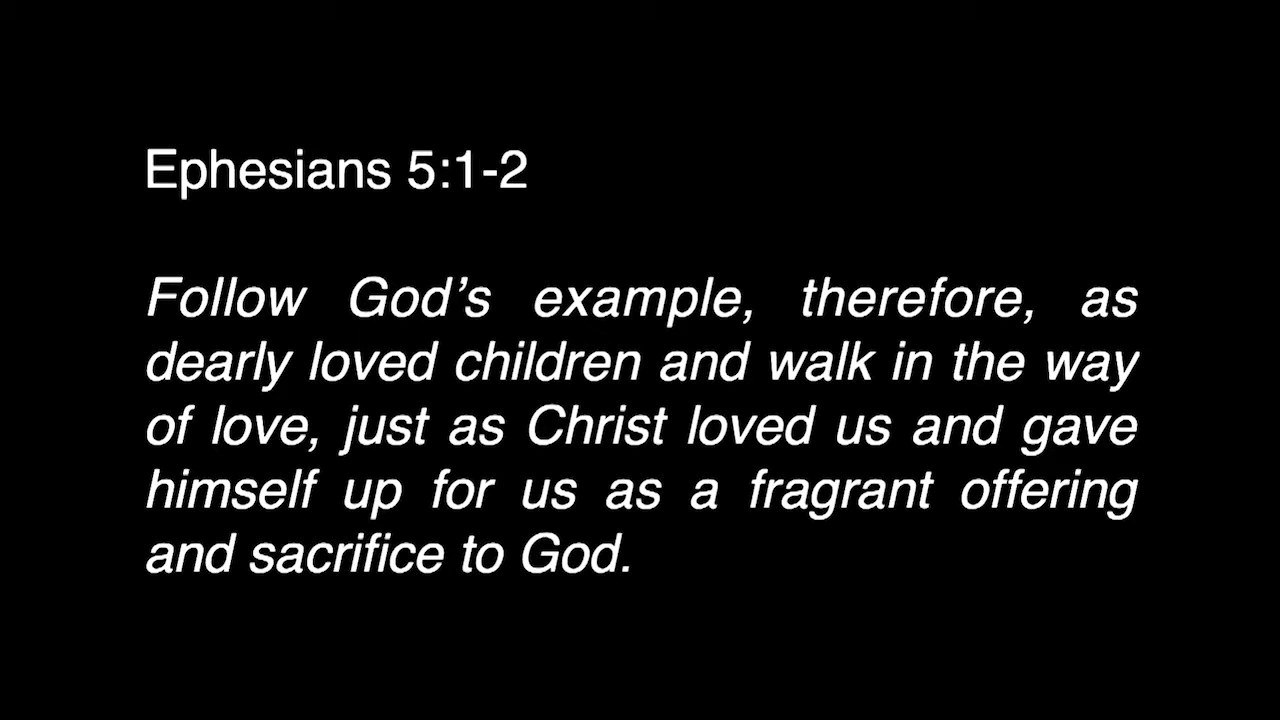 Ephesians 5:1-2
Follow God’s example, therefore, as
dearly loved children and walk in the way
of love, just as Christ loved us and gave
himself up for us as a fragrant offering
and sacrifice to God.